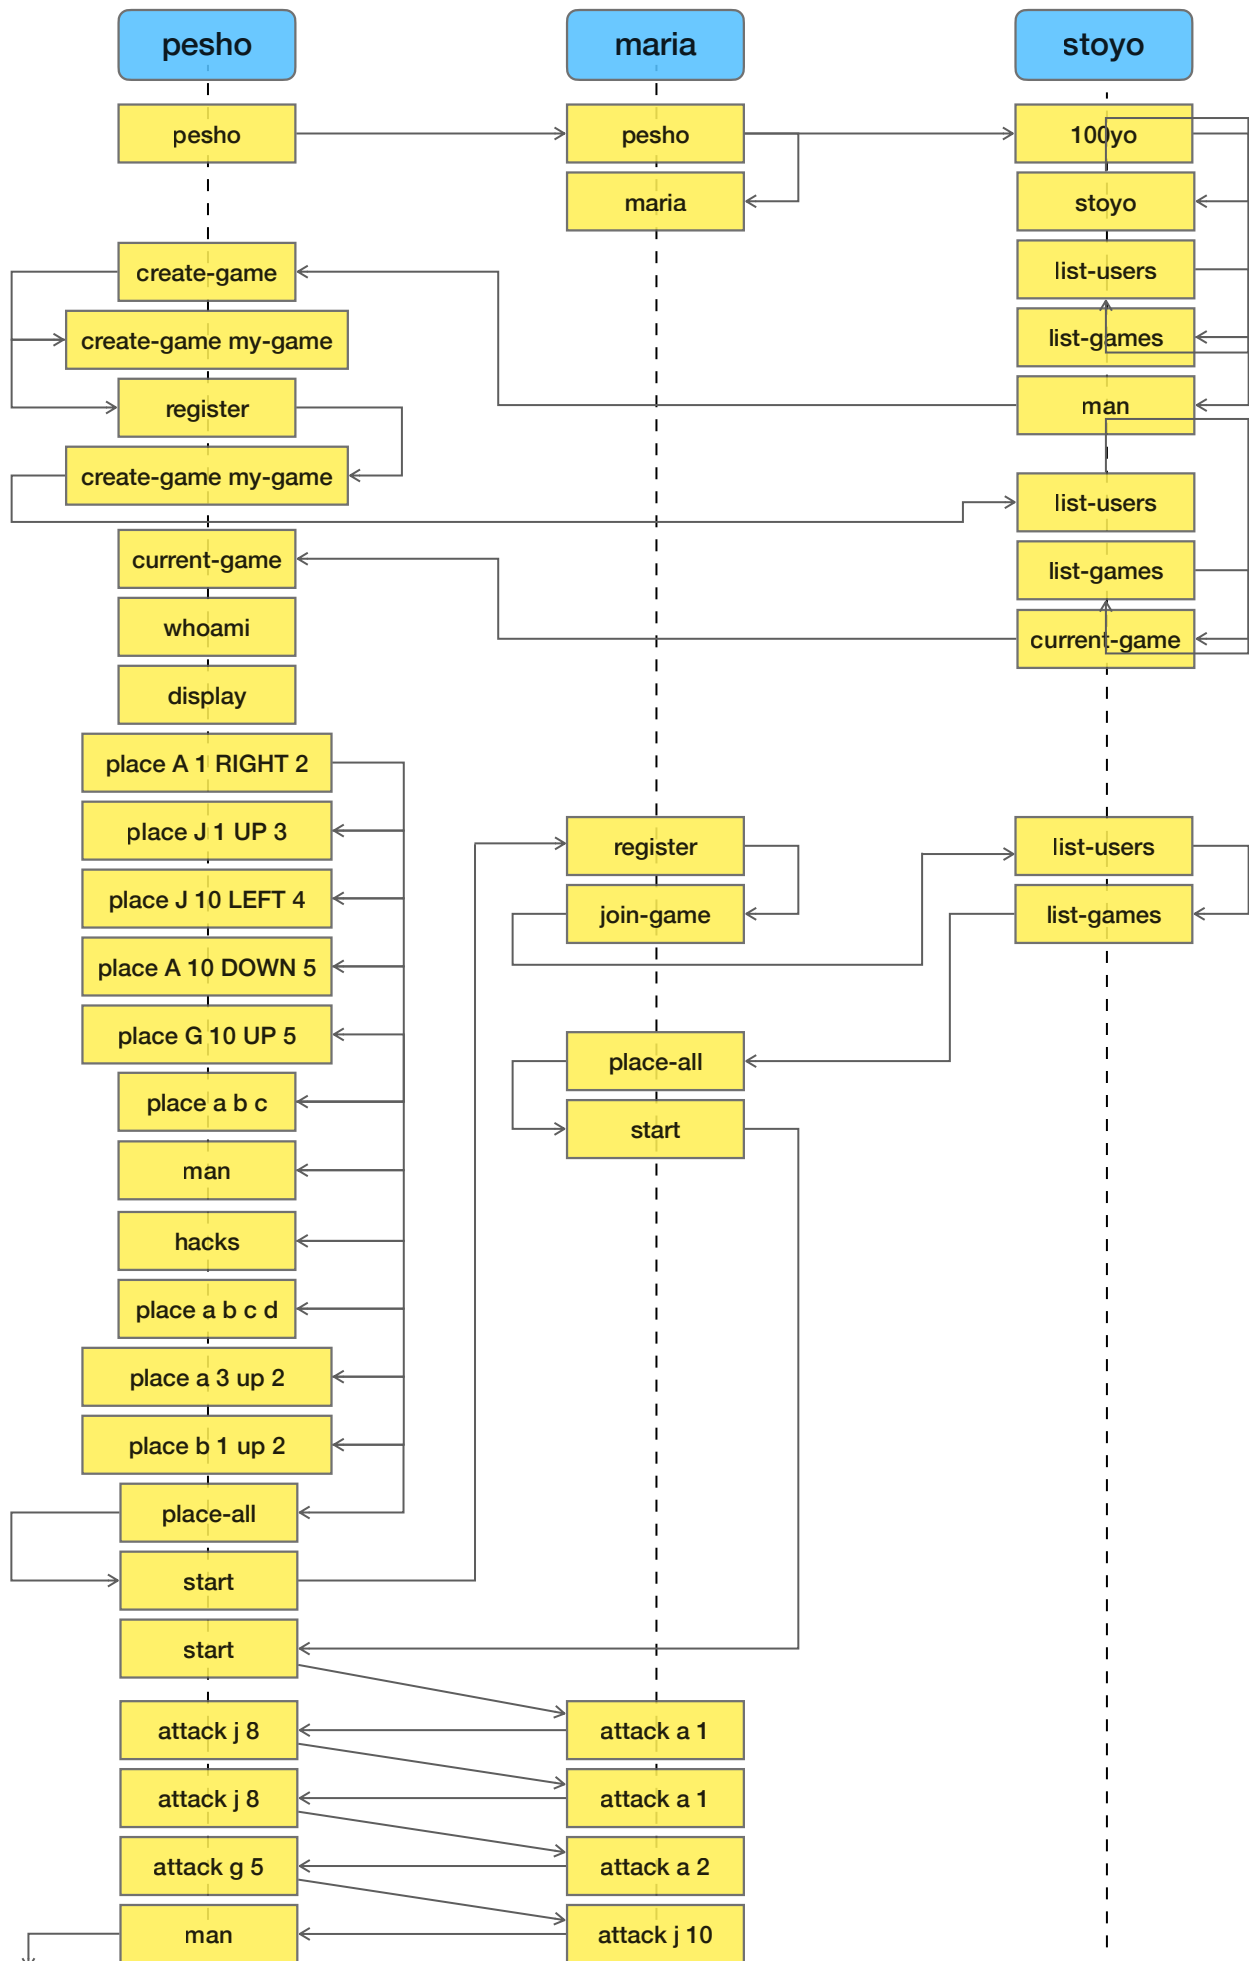 pesho
maria
stoyo
pesho
pesho
100yo
maria
stoyo
create-game
list-users
create-game my-game
list-games
register
man
create-game my-game
list-users
current-game
list-games
whoami
current-game
display
place A 1 RIGHT 2
place J 1 UP 3
register
list-users
place J 10 LEFT 4
join-game
list-games
place A 10 DOWN 5
place G 10 UP 5
place-all
place a b c
start
man
hacks
place a b c d
place a 3 up 2
place b 1 up 2
place-all
start
start
attack j 8
attack a 1
attack j 8
attack a 1
attack g 5
attack a 2
man
attack j 10